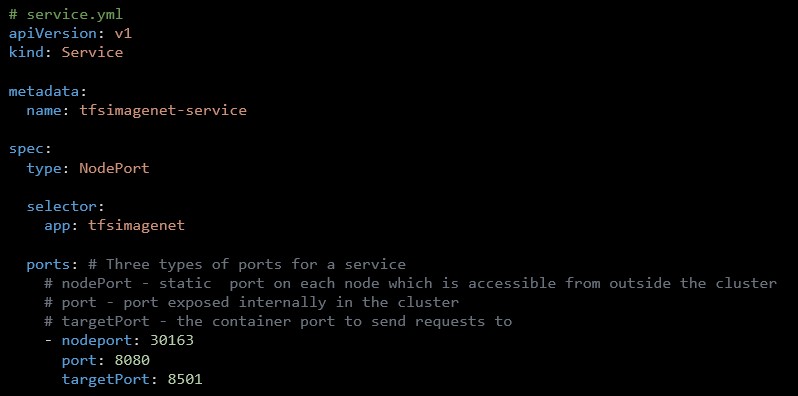 # service.yml
apiVersion: v1
kind: Service
metadata:
  name: tfsimagenet-service
spec:
  type: NodePort
  selector:
    app: tfsimagenet
  ports: # Three types of ports for a service
    # nodePort - static  port on each node which is accessible from outside the cluster
    # port - port exposed internally in the cluster
    # targetPort - the container port to send requests to
    - nodeport: 30163
      port: 8080
      targetPort: 8501